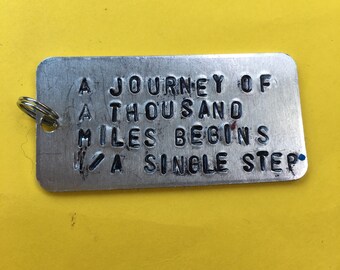 A JOURNEY OF
A THOUSAND
MILES BEGINS
W/A SINGLE STEP.